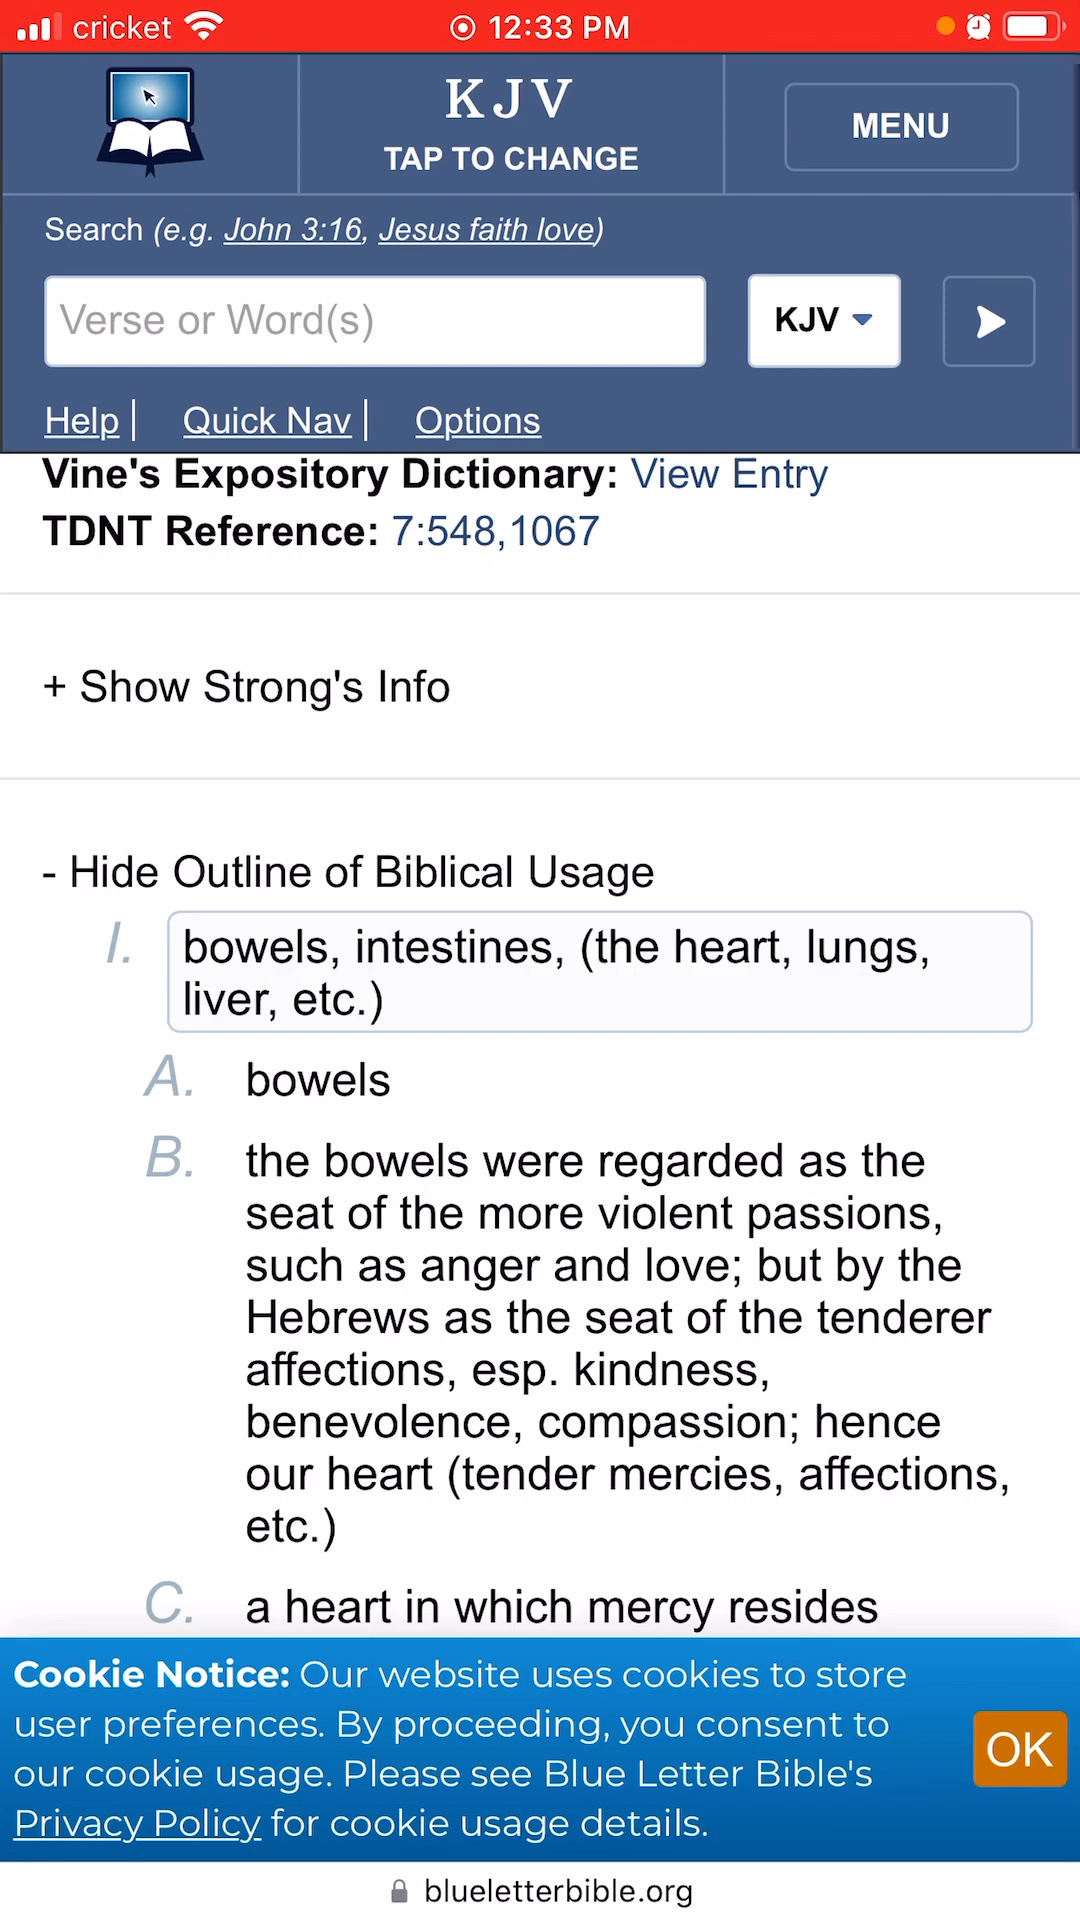 cricket 12:33 PM
KJV
TAP TO CHANGE
MENU
Search (e.g. John 3:16, Jesus faith love)
Verse or Word(s)
KJV
Help | Quick Nav | Options
Vine's Expository Dictionary: View Entry
TDNT Reference: 7:548,1067
+ Show Strong's Info
- Hide Outline of Biblical Usage
I. bowels, intestines, (the heart, lungs,
liver, etc.)
A. bowels
B. the bowels were regarded as the
seat of the more violent passions,
such as anger and love; but by the
Hebrews as the seat of the tenderer
affections, esp. kindness,
benevolence, compassion; hence
our heart (tender mercies, affections,
etc.)
C. a heart in which mercy resides
Cookie Notice: Our website uses cookies to store
user preferences. By proceeding, you consent to
our cookie usage. Please see Blue Letter Bible's
Privacy Policy for cookie usage details.
OK
blueletterbible.org